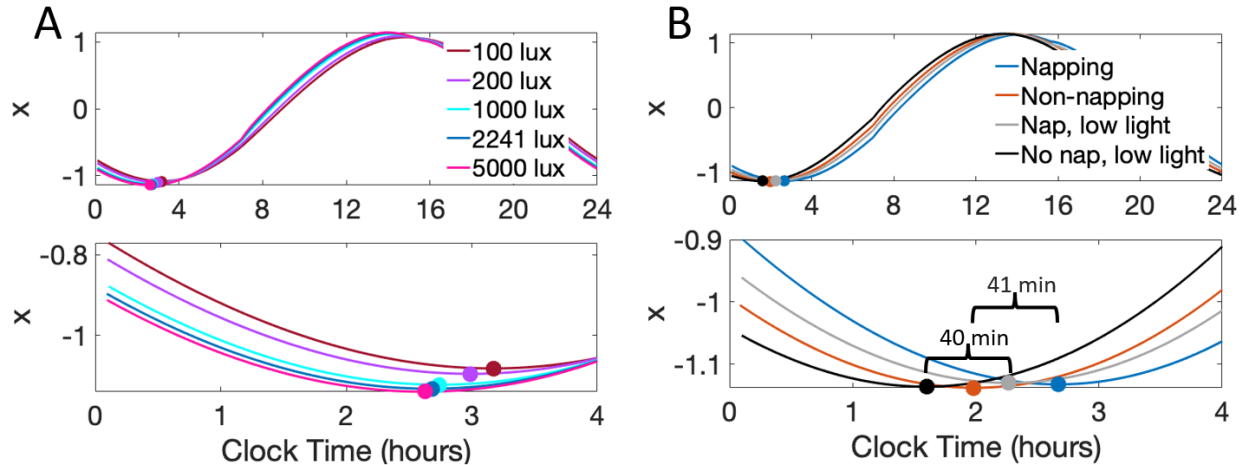 A
1
x
0
-1
0 4 8 12 16 20 24
100 lux
200 lux
1000 lux
2241 lux
5000 lux
-0.8
x
-1
0 1 2 3 4
Clock Time (hours)
B
1
x
0
-1
0 4 8 12 16 20 24
Napping
Non-napping
Nap, low light
No nap, low light
-0.9
-1
x
-1.1
41 min
40 min
0 1 2 3 4
Clock Time (hours)